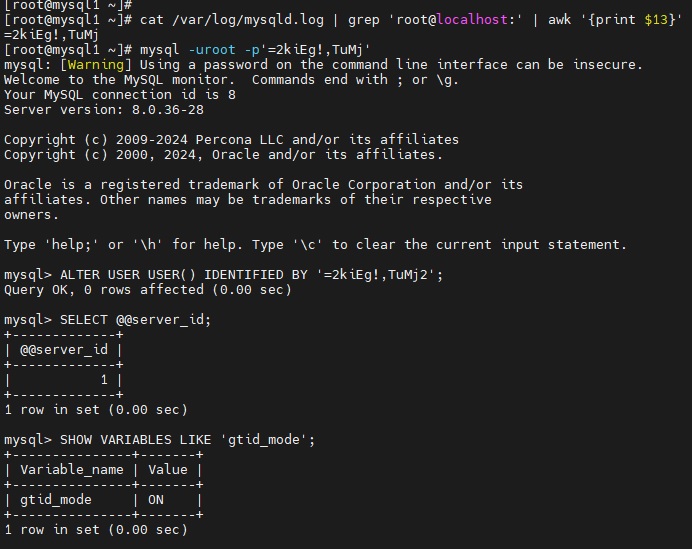 [root@mysql1 ~]#
[root@mysql1 ~]# cat /var/log/mysqld.log | grep 'root@localhost:' | awk '{print $13}'
=2kiEg!,TuMj
[root@mysql1 ~]# mysql -uroot -p'=2kiEg!,TuMj'
mysql: [Warning] Using a password on the command line interface can be insecure.
Welcome to the MySQL monitor.  Commands end with ; or \g.
Your MySQL connection id is 8
Server version: 8.0.36-28

Copyright (c) 2009-2024 Percona LLC and/or its affiliates
Copyright (c) 2000, 2024, Oracle and/or its affiliates.

Oracle is a registered trademark of Oracle Corporation and/or its
affiliates. Other names may be trademarks of their respective
owners.

Type 'help;' or '\h' for help. Type '\c' to clear the current input statement.

mysql> ALTER USER USER() IDENTIFIED BY '=2kiEg!,TuMj2';
Query OK, 0 rows affected (0.00 sec)

mysql> SELECT @@server_id;
+-------------+
| @@server_id |
+-------------+
|           1 |
+-------------+
1 row in set (0.00 sec)

mysql> SHOW VARIABLES LIKE 'gtid_mode';
+---------------+-------+
| Variable_name | Value |
+---------------+-------+
| gtid_mode     | ON    |
+---------------+-------+
1 row in set (0.00 sec)